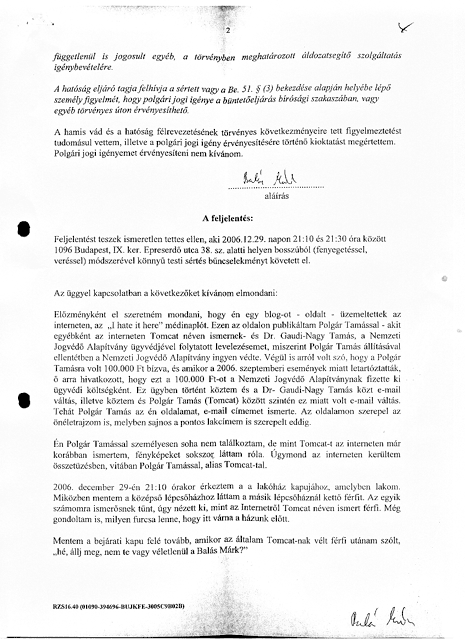 2
függetlenül is jogosult egyéb, a törvényben meghatározott áldozatsegítő szolgáltatás
igénybevételére.
A hatóság eljáró tagja felhívja a sértett vagy a Be. 51. § (3) bekezdése alapján helyébe lépő
személy figyelmét, hogy polgári jogi igénye a büntetőeljárás bírósági szakaszában, vagy
egyéb törvényes úton érvényesíthető.
A hamis vád és a hatóság félrevezetésének törvényes következményeire tett figyelmeztetést
tudomásul vettem, illetve a polgári jogi igény érvényesítésére történő kioktatást megértettem.
Polgári jogi igényemet érvényesíteni nem kívánom.
aláírás
A feljelentés:
Feljelentést teszek ismeretlen tettes ellen, aki 2006.12.29. napon 21:10 és 21:30 óra között
1096 Budapest, IX. ker. Epreserdő utca 38. sz. alatti helyen bosszúból (fenyegetéssel,
veréssel) módszerével könnyű testi sértés bűncselekményt követett el.
Az üggyel kapcsolatban a következőket kívánom elmondani:
Előzményként el szeretném mondani, hogy én egy blog-ot - oldalt - üzemeltettek az
interneten, az „I hate it here” médinaplót. Ezen az oldalon publikáltam Polgár Tamással - akit
egyébként az interneten Tomcat néven ismernek- és Dr. Gaudi-Nagy Tamás, a Nemzeti
Jogvédő Alapítvány ügyvédjével folytatott levelezésemet, miszerint Polgár Tamás állításával
ellentétben a Nemzeti Jogvédő Alapítvány ingyen védte. Végül is arról volt szó, hogy a Polgár
Tamásra volt 100.000 Ft bízva, és amikor a 2006. szeptemberi események miatt letartóztatták,
ő arra hivatkozott, hogy ezt a 100.000 Ft-ot a Nemzeti Jogvédő Alapítványnak fizette ki
ügyvédi költségként. Ez ügyben történt köztem és a Dr- Gaudi-Nagy Tamás közt e-mail
váltás, illetve köztem és Polgár Tamás (Tomcat) között szintén ez miatt volt e-mail váltás.
Tehát Polgár Tamás az én oldalamat, e-mail címemet ismerte. Az oldalamon szerepel az
önéletrajzom is, melyben sajnos a pontos lakcímem is szerepelt eddig.
Én Polgár Tamással személyesen soha nem találkoztam, de mint Tomcat-t az interneten már
korábban ismertem, fényképeket sokszor láttam róla. Úgymond az interneten kerültem
összetűzésben, vitában Polgár Tamással, alias Tomcat-tal.
2006. december 29-én 21:10 órakor érkeztem a a lakóház kapujához, amelyben lakom.
Miközben mentem a középső lépcsőházhoz láttam a másik lépcsőháznál kettő férfit. Az egyik
számomra ismerősnek tűnt, úgy nézett ki, mint az Internetről Tomcat néven ismert férfi. Még
gondoltam is, milyen furcsa lenne, hogy itt várna a házunk előtt.
Mentem a bejárati kapu felé tovább, amikor az általam Tomcat-nak vélt férfi utánam szólt,
„hé, állj meg, nem te vagy véletlenül a Balás Márk?”
RZS16.40 (01090-394696-BUJKFE-3005C9B02B)